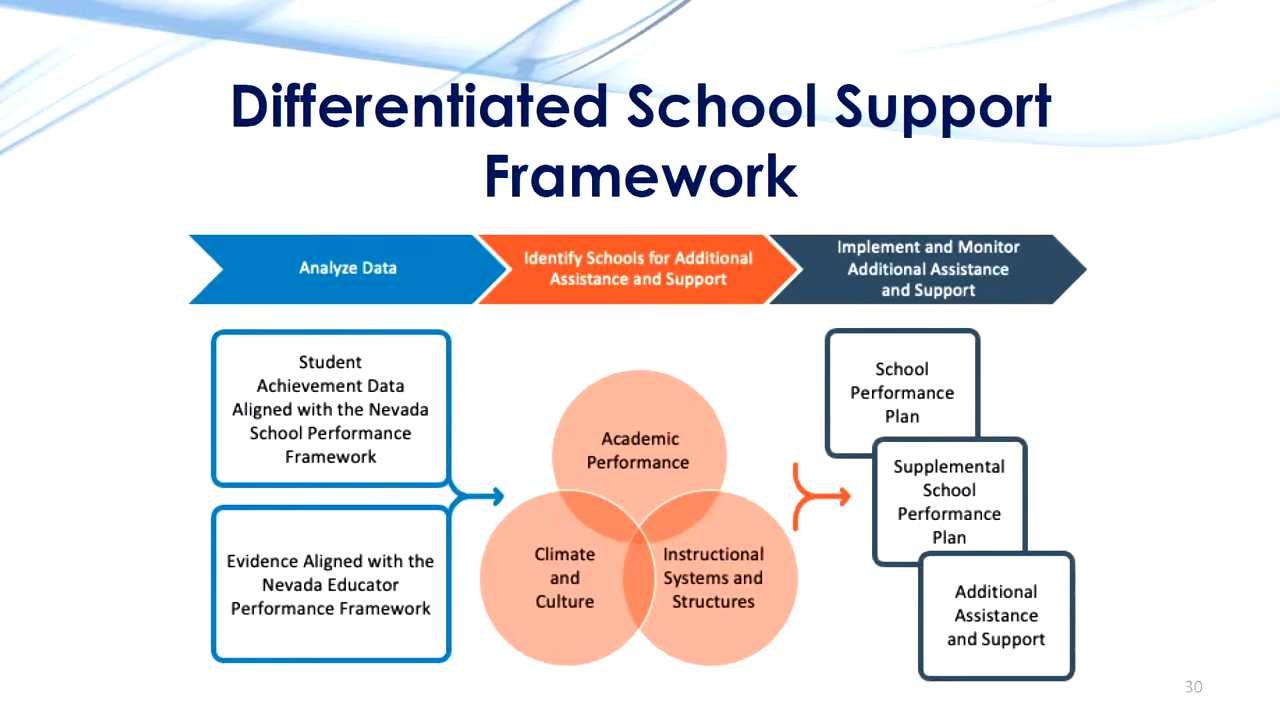 Differentiated School Support
Framework
Analyze Data
Identify Schools for Additional
Assistance and Support
Implement and Monitor
Additional Assistance
and Support
Student
Achievement Data
Aligned with the Nevada
School Performance
Framework
Evidence Aligned with the
Nevada Educator
Performance Framework
Academic
Performance
Climate
and
Culture
Instructional
Systems and
Structures
School
Performance
Plan
Supplemental
School
Performance
Plan
Additional
Assistance
and Support
30